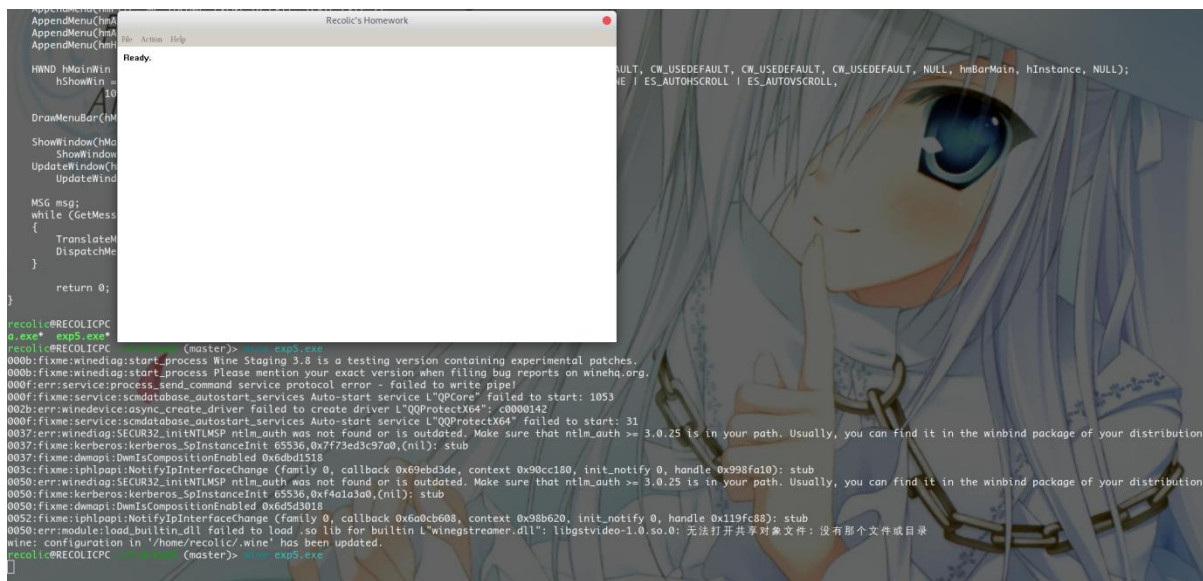 AppendMenu(hmA
AppendMenu(hmA
AppendMenu(hmH
Recolic's Homework
File Action Help
Ready.
HWND hMainWin
AULT, CW_USEDEFAULT, CW_USEDEFAULT, CW_USEDEFAULT, NULL, hmBarMain, hInstance, NULL);
hShowWin =
NE | ES_AUTOHSCROLL | ES_AUTOVSCROLL,
10
DrawMenuBar(hM
ShowWindow(hMa
ShowWindow
UpdateWindow(h
UpdateWind
MSG msg;
while (GetMess
{
TranslateM
DispatchMe
}
return 0;
}
recolic@RECOLICPC
a.exe* exp5.exe*
recolic@RECOLICPC (master)> wine exp5.exe
000b:fixme:winediag:start_process Wine Staging 3.8 is a testing version containing experimental patches.
000b:fixme:winediag:start_process Please mention your exact version when filing bug reports on winehq.org.
000f:err:service:process_send_command service protocol error - failed to write pipe!
000f:fixme:service:scmdatabase_autostart_services Auto-start service L"QPCore" failed to start: 1053
002b:err:winedevice:async_create_driver failed to create driver L"QQProtectX64": c0000142
000f:fixme:service:scmdatabase_autostart_services Auto-start service L"QQProtectX64" failed to start: 31
0037:err:winediag:SECUR32_initNTLMSP ntlm_auth was not found or is outdated. Make sure that ntlm_auth >= 3.0.25 is in your path. Usually, you can find it in the winbind package of your distribution
0037:fixme:kerberos:kerberos_SpInstanceInit 65536,0x7f73ed3c97a0,(nil): stub
0037:fixme:dwmapi:DwmIsCompositionEnabled 0x6dbd1518
003c:fixme:iphlpapi:NotifyIpInterfaceChange (family 0, callback 0x69ebd3de, context 0x90cc180, init_notify 0, handle 0x998fa10): stub
0050:err:winediag:SECUR32_initNTLMSP ntlm_auth was not found or is outdated. Make sure that ntlm_auth >= 3.0.25 is in your path. Usually, you can find it in the winbind package of your distribution
0050:fixme:kerberos:kerberos_SpInstanceInit 65536,0xf4a1a3a0,(nil): stub
0050:fixme:dwmapi:DwmIsCompositionEnabled 0x6d5d3018
0052:fixme:iphlpapi:NotifyIpInterfaceChange (family 0, callback 0x6a0cb608, context 0x98b620, init_notify 0, handle 0x119fc88): stub
0050:err:module:load_builtin_dll failed to load .so lib for builtin L"winegstreamer.dll": libgstvideo-1.0.so.0: 无法打开共享对象文件: 没有那个文件或目录
wine: configuration in '/home/recolic/.wine' has been updated.
recolic@RECOLICPC (master)> wine exp5.exe